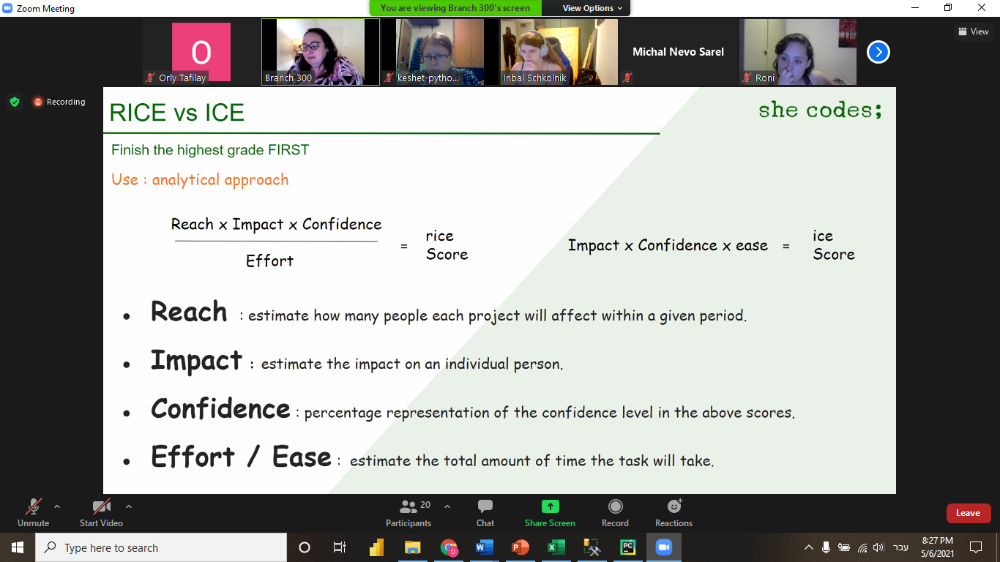 Zoom Meeting
You are viewing Branch 300's screen
View Options
View
O
Orly Tafilay
Branch 300
keshet-pytho...
Inbal Schkolnik
Michal Nevo Sarel
Roni
Recording
RICE vs ICE
she codes;
Finish the highest grade FIRST
Use : analytical approach
Reach x Impact x Confidence
Effort
=
rice
Score
Impact x Confidence x ease =
ice
Score
• Reach : estimate how many people each project will affect within a given period.
• Impact : estimate the impact on an individual person.
• Confidence : percentage representation of the confidence level in the above scores.
• Effort / Ease : estimate the total amount of time the task will take.
Unmute
Start Video
20
Participants
Chat
Share Screen
Record
Reactions
Leave
Type here to search
עבר
8:27 PM
5/6/2021